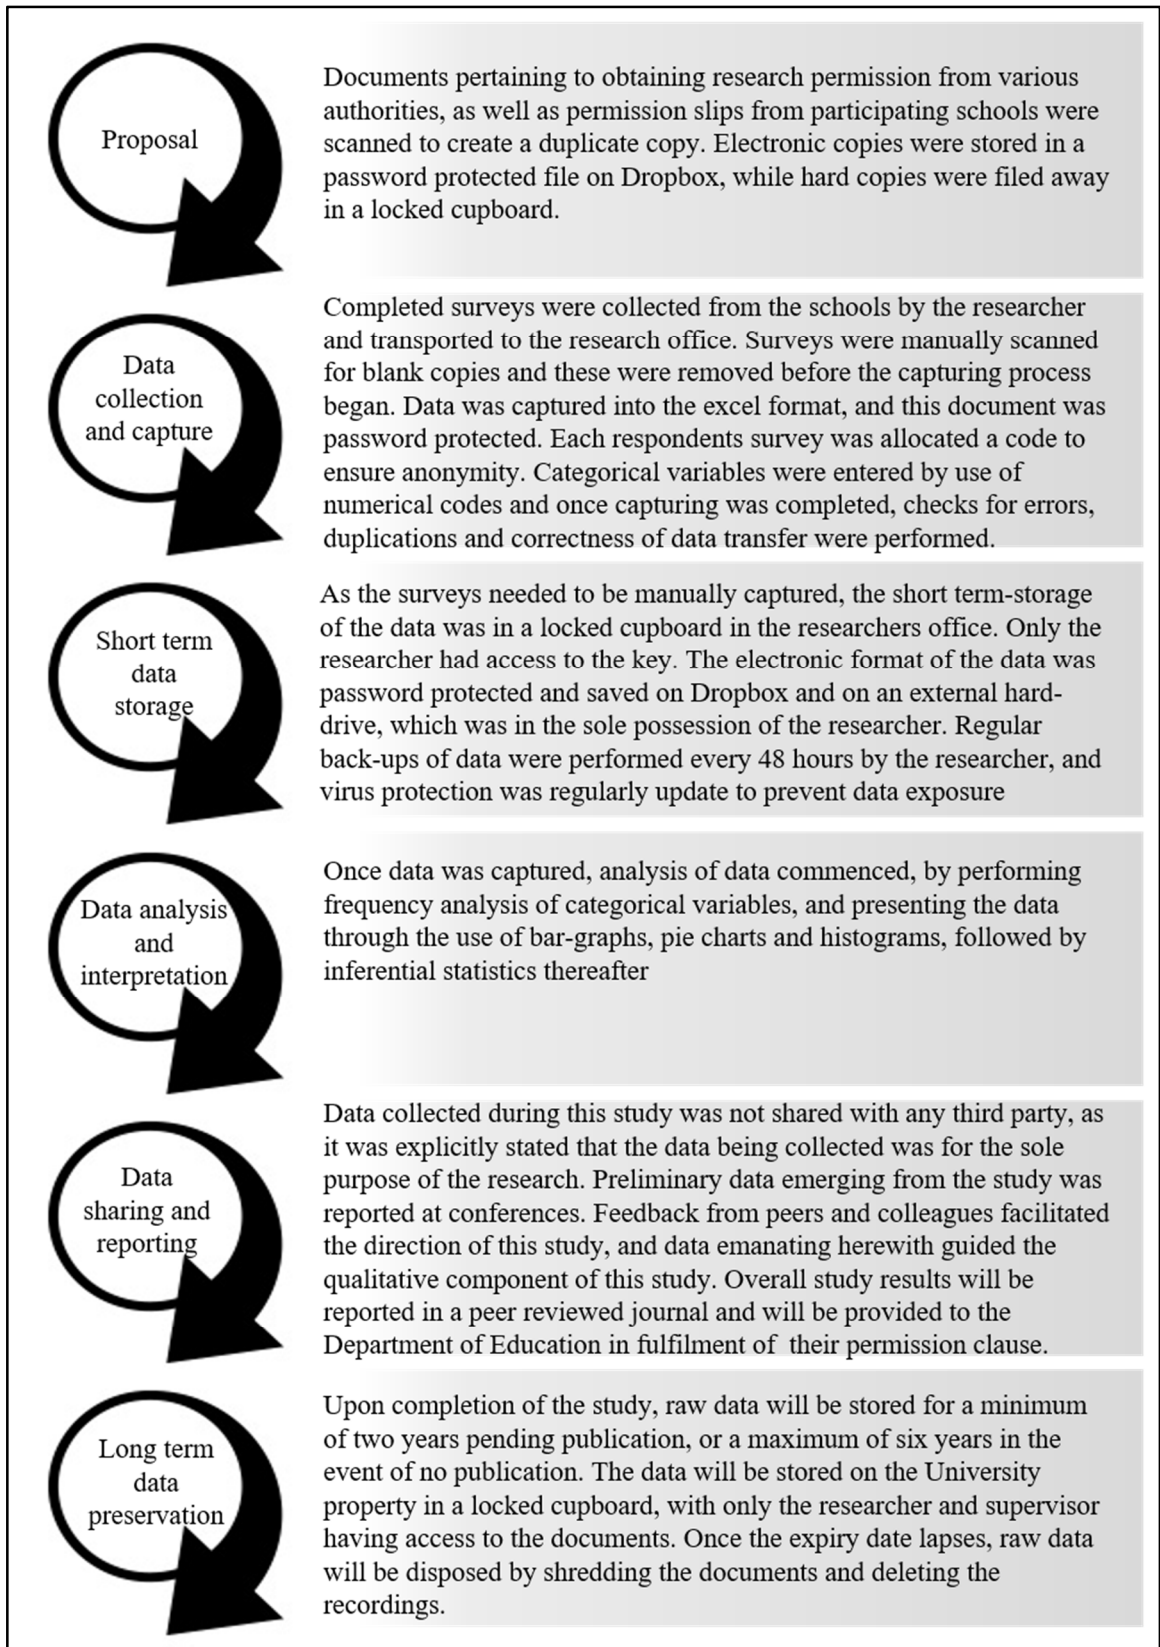 Proposal
Documents pertaining to obtaining research permission from various
authorities, as well as permission slips from participating schools were
scanned to create a duplicate copy. Electronic copies were stored in a
password protected file on Dropbox, while hard copies were filed away
in a locked cupboard.
Data
collection
and capture
Completed surveys were collected from the schools by the researcher
and transported to the research office. Surveys were manually scanned
for blank copies and these were removed before the capturing process
began. Data was captured into the excel format, and this document was
password protected. Each respondents survey was allocated a code to
ensure anonymity. Categorical variables were entered by use of
numerical codes and once capturing was completed, checks for errors,
duplications and correctness of data transfer were performed.
Short term
data
storage
As the surveys needed to be manually captured, the short term-storage
of the data was in a locked cupboard in the researchers office. Only the
researcher had access to the key. The electronic format of the data was
password protected and saved on Dropbox and on an external hard-
drive, which was in the sole possession of the researcher. Regular
back-ups of data were performed every 48 hours by the researcher, and
virus protection was regularly update to prevent data exposure
Data analysis
and
interpretation
Once data was captured, analysis of data commenced, by performing
frequency analysis of categorical variables, and presenting the data
through the use of bar-graphs, pie charts and histograms, followed by
inferential statistics thereafter
Data
sharing and
reporting
Data collected during this study was not shared with any third party, as
it was explicitly stated that the data being collected was for the sole
purpose of the research. Preliminary data emerging from the study was
reported at conferences. Feedback from peers and colleagues facilitated
the direction of this study, and data emanating herewith guided the
qualitative component of this study. Overall study results will be
reported in a peer reviewed journal and will be provided to the
Department of Education in fulfilment of  their permission clause.
Long term
data
preservation
Upon completion of the study, raw data will be stored for a minimum
of two years pending publication, or a maximum of six years in the
event of no publication. The data will be stored on the University
property in a locked cupboard, with only the researcher and supervisor
having access to the documents. Once the expiry date lapses, raw data
will be disposed by shredding the documents and deleting the
recordings.